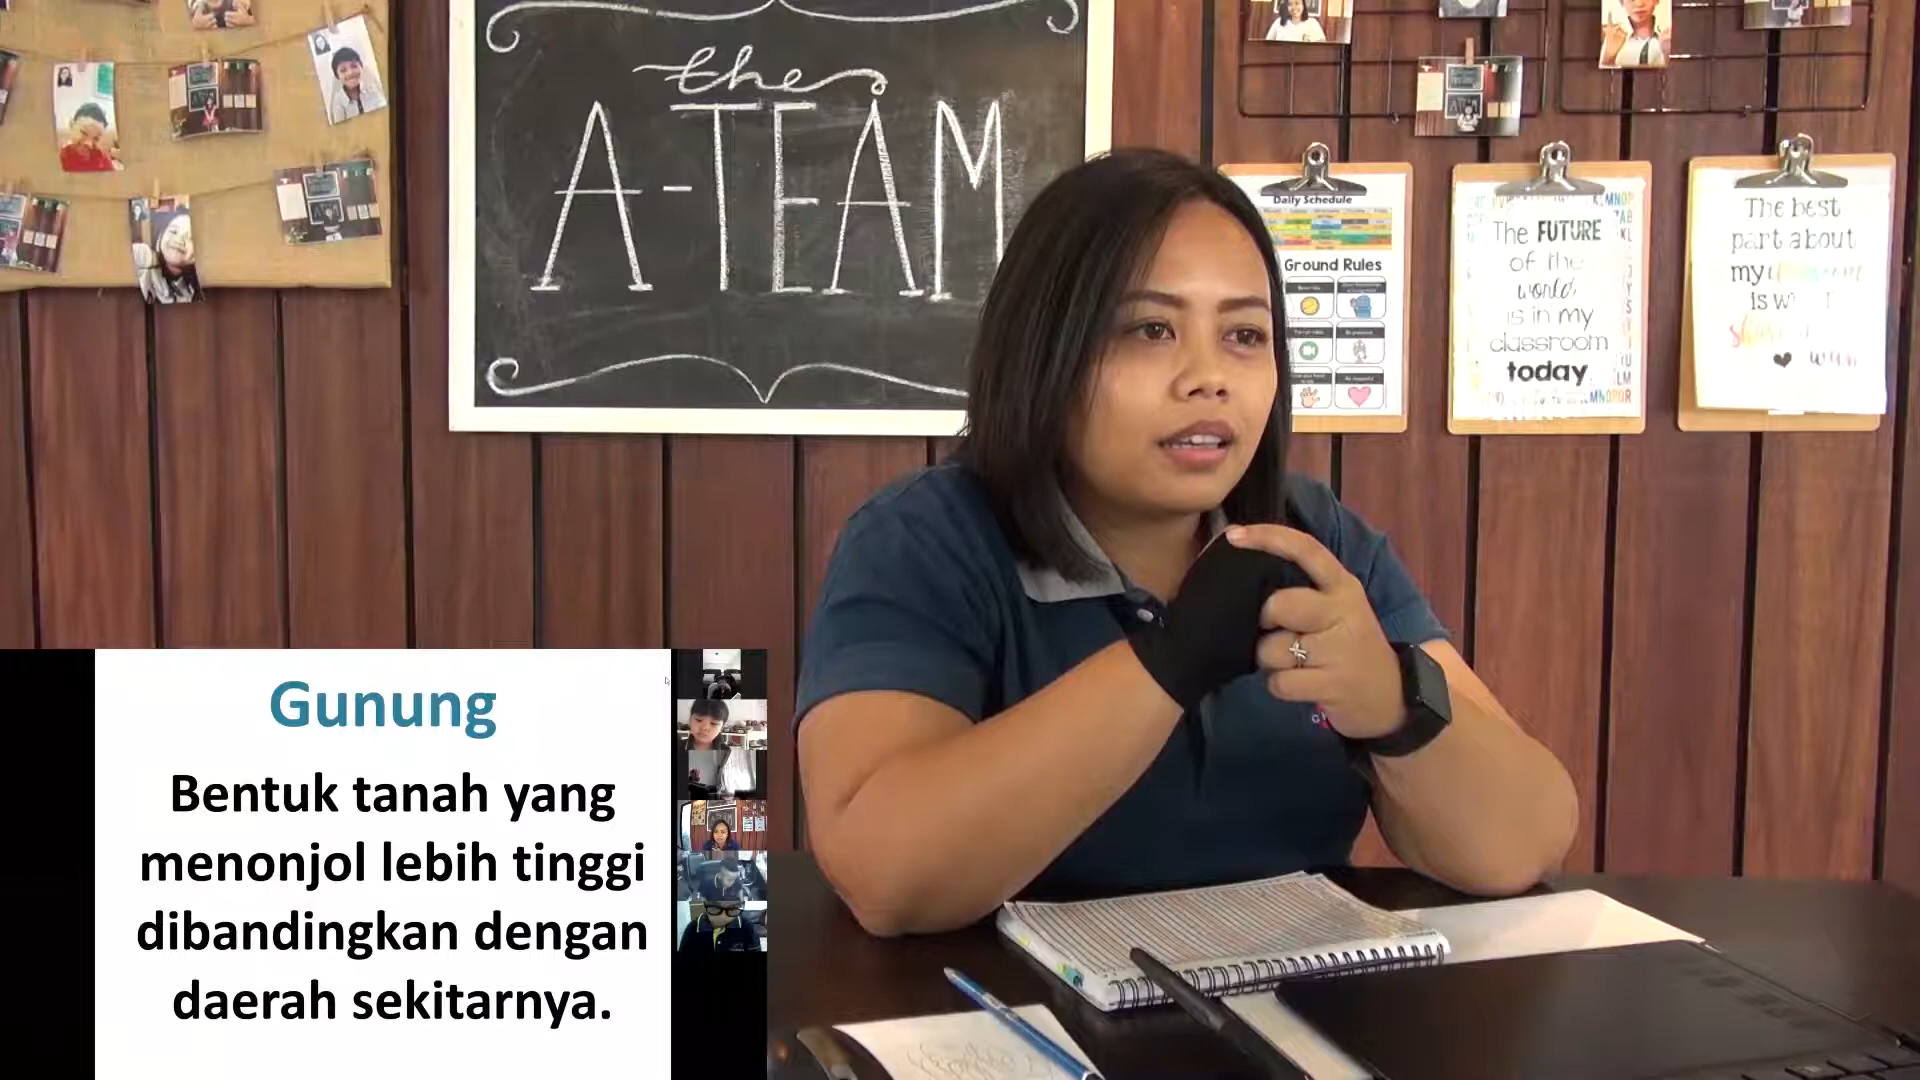 the
A-TEAM
Daily Schedule
Ground Rules
The FUTURE
of the
world,
is in my
classroom
today
The best
part about
my
is
Gunung
Bentuk tanah yang
menonjol lebih tinggi
dibandingkan dengan
daerah sekitarnya.